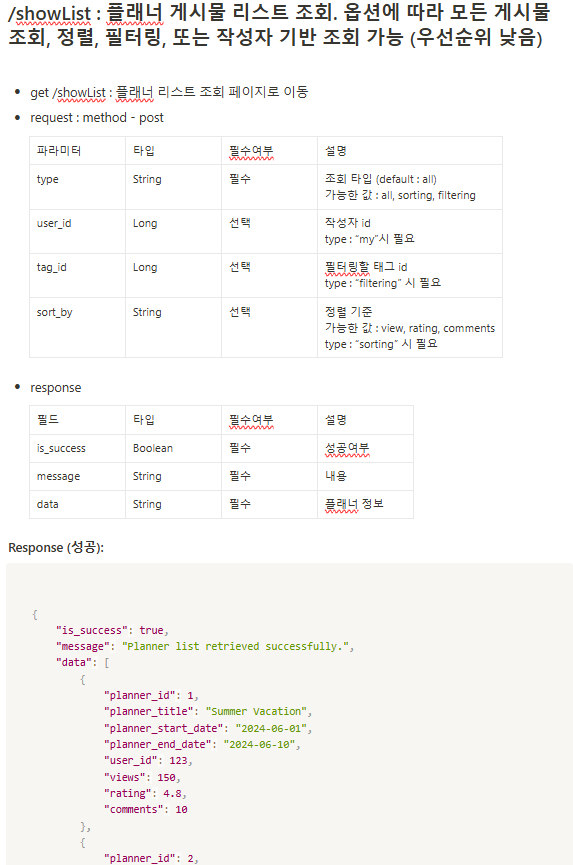 /showList : 플래너 게시물 리스트 조회. 옵션에 따라 모든 게시물
조회, 정렬, 필터링, 또는 작성자 기반 조회 가능 (우선순위 낮음)
• get /showList : 플래너 리스트 조회 페이지로 이동
• request : method - post
파라미터 타입 필수여부 설명
type String 필수 조회 타입 (default : all)
가능한 값 : all, sorting, filtering
user_id Long 선택 작성자 id
type : “my”시 필요
tag_id Long 선택 필터링할 태그 id
type : “filtering” 시 필요
sort_by String 선택 정렬 기준
가능한 값 : view, rating, comments
type : “sorting” 시 필요
• response
필드 타입 필수여부 설명
is_success Boolean 필수 성공여부
message String 필수 내용
data String 필수 플래너 정보
Response (성공):
{
"is_success": true,
"message": "Planner list retrieved successfully.",
"data": [
{
"planner_id": 1,
"planner_title": "Summer Vacation",
"planner_start_date": "2024-06-01",
"planner_end_date": "2024-06-10",
"user_id": 123,
"views": 150,
"rating": 4.8,
"comments": 10
},
{
"planner_id": 2,